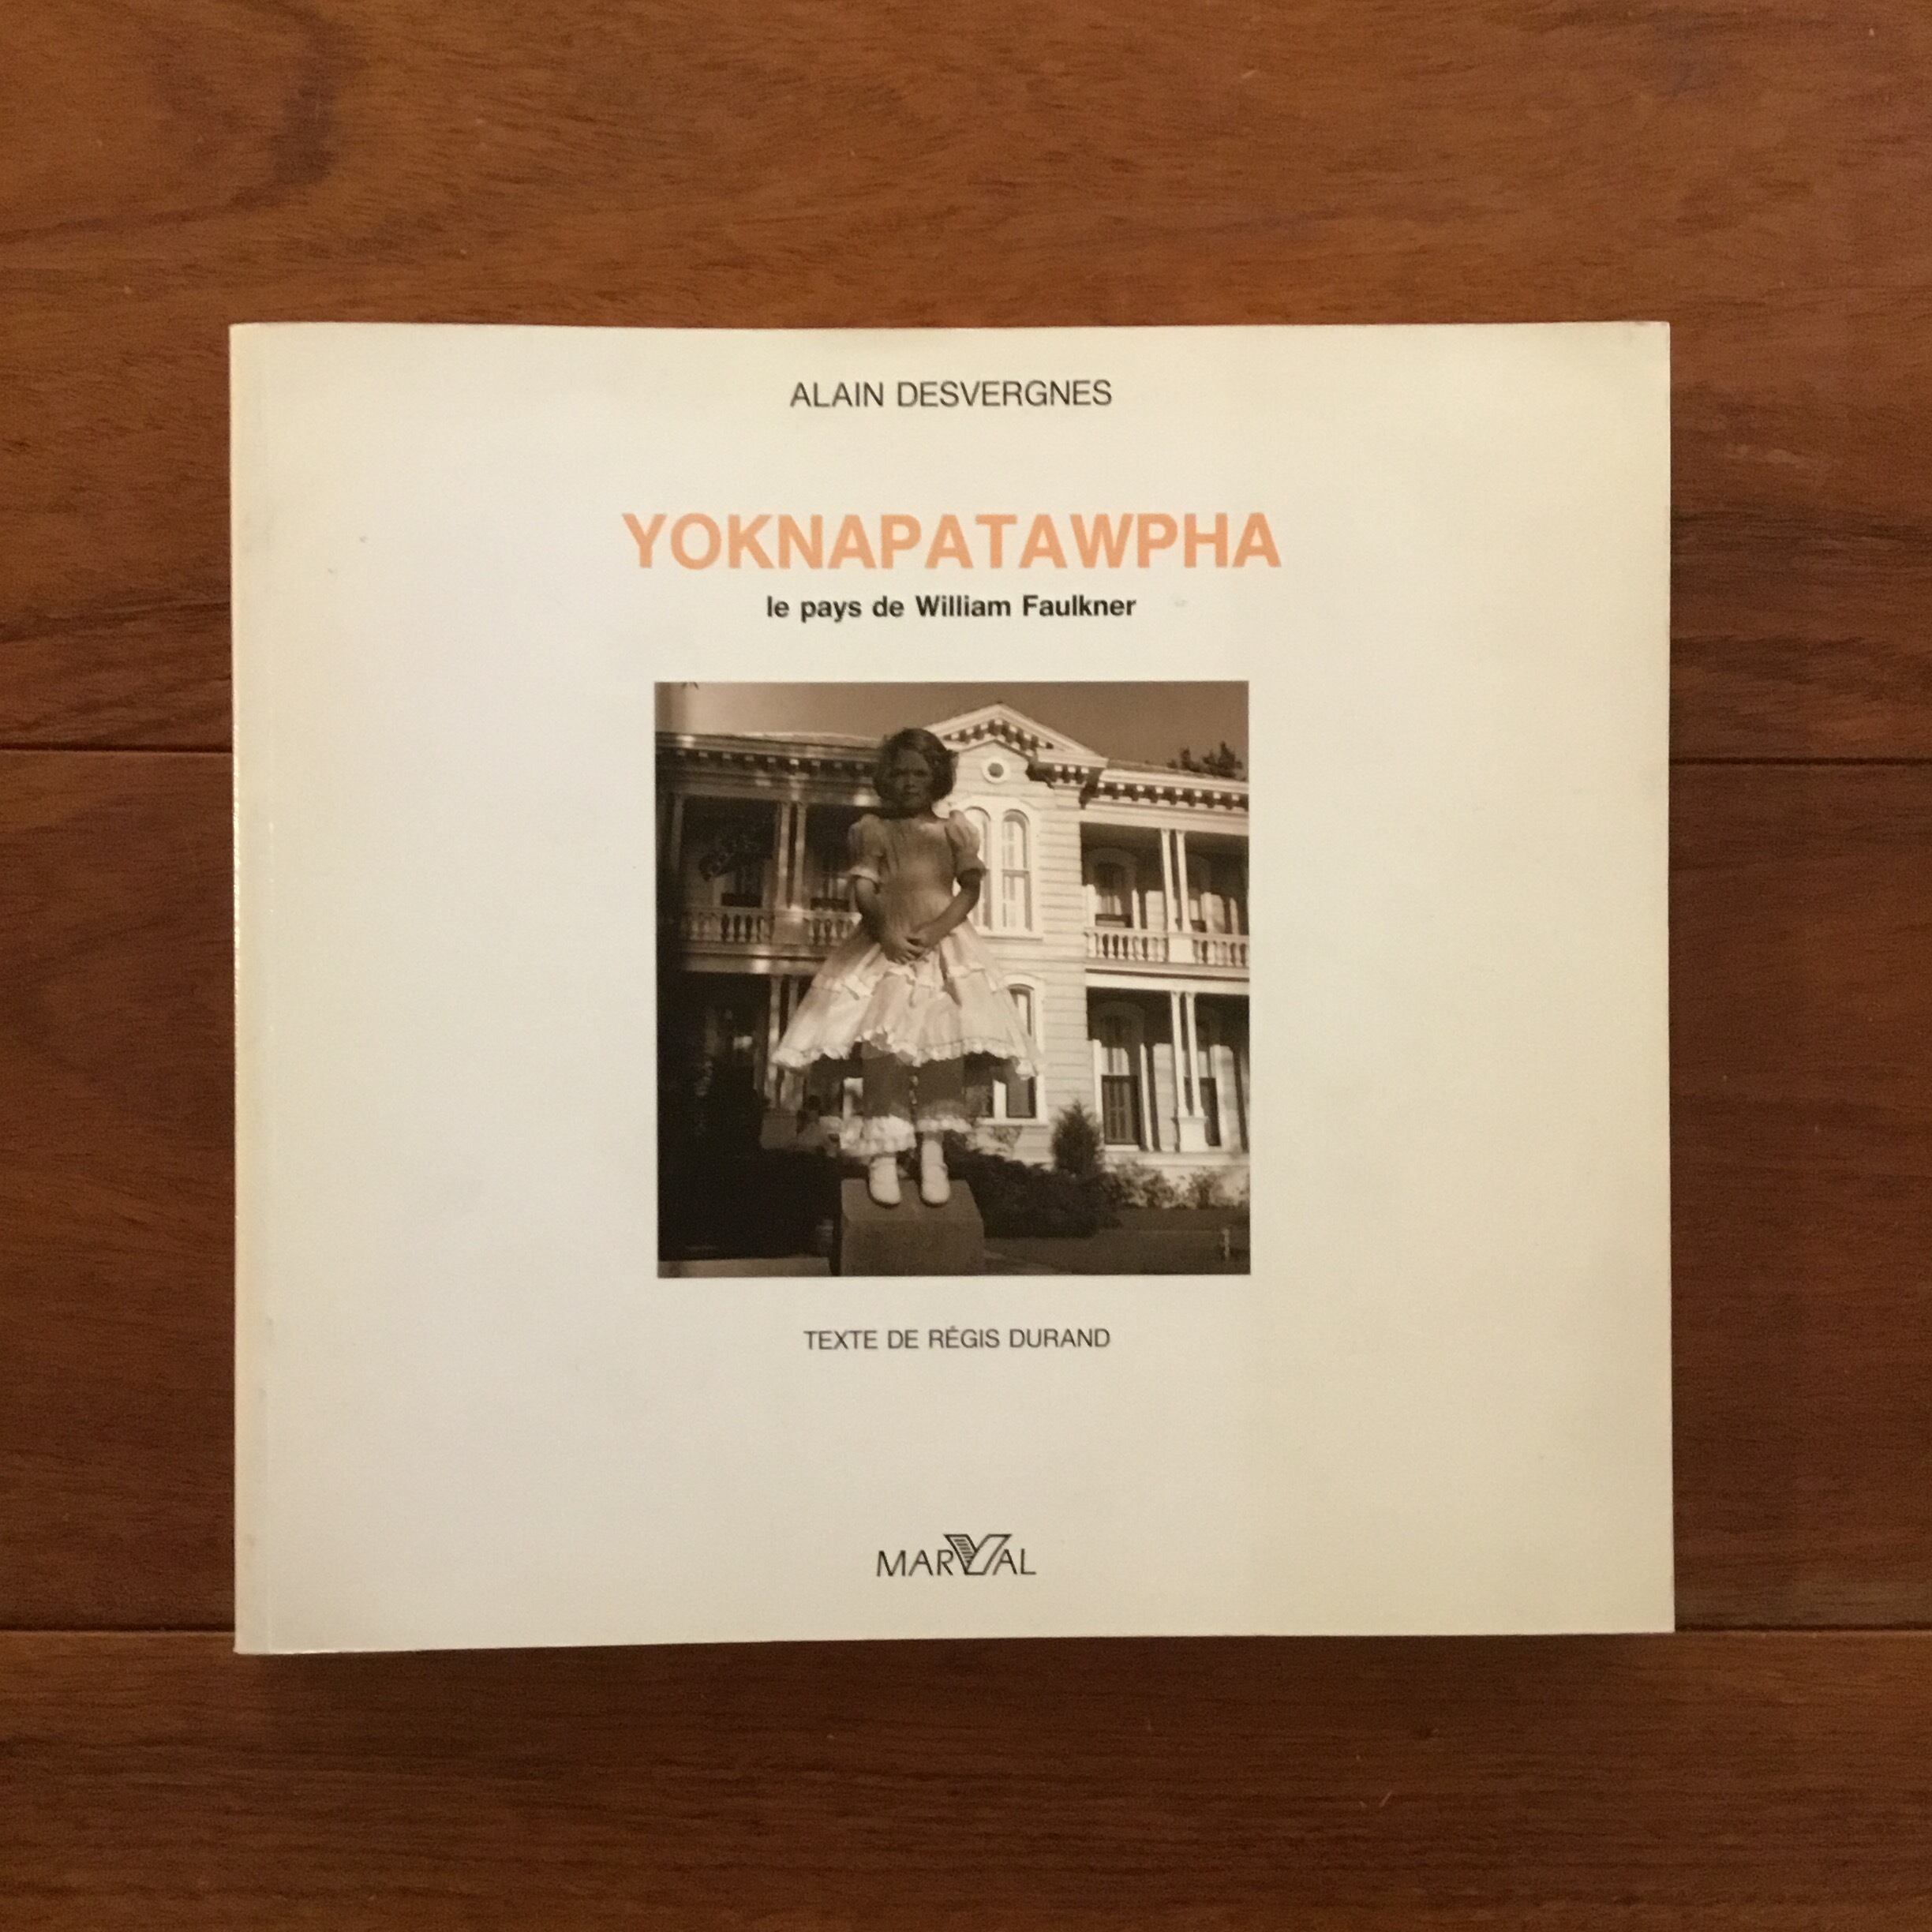 ALAIN DESVERGNES
YOKNAPATAWPHA
le pays de William Faulkner
TEXTE DE RÉGIS DURAND
MARVAL